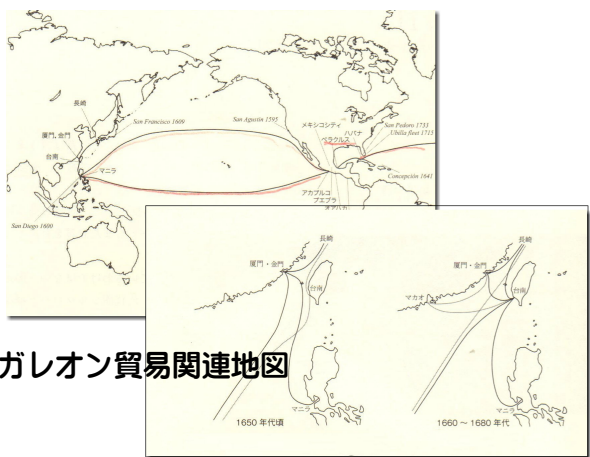 長崎
San Francisco 1609
San Agustin 1595
メキシコシティ
ハバナ
ベラクルス
San Pedoro 1733
Ubilla fleet 1715
厦門、金門
台南
マニラ
Concepción 1641
アカプルコ
プエブラ
San Diego 1600
長崎
厦門・金門
台南
マニラ
1650 年代頃
長崎
厦門・金門
マカオ
台南
マニラ
1660 ～ 1680 年代
ガレオン貿易関連地図